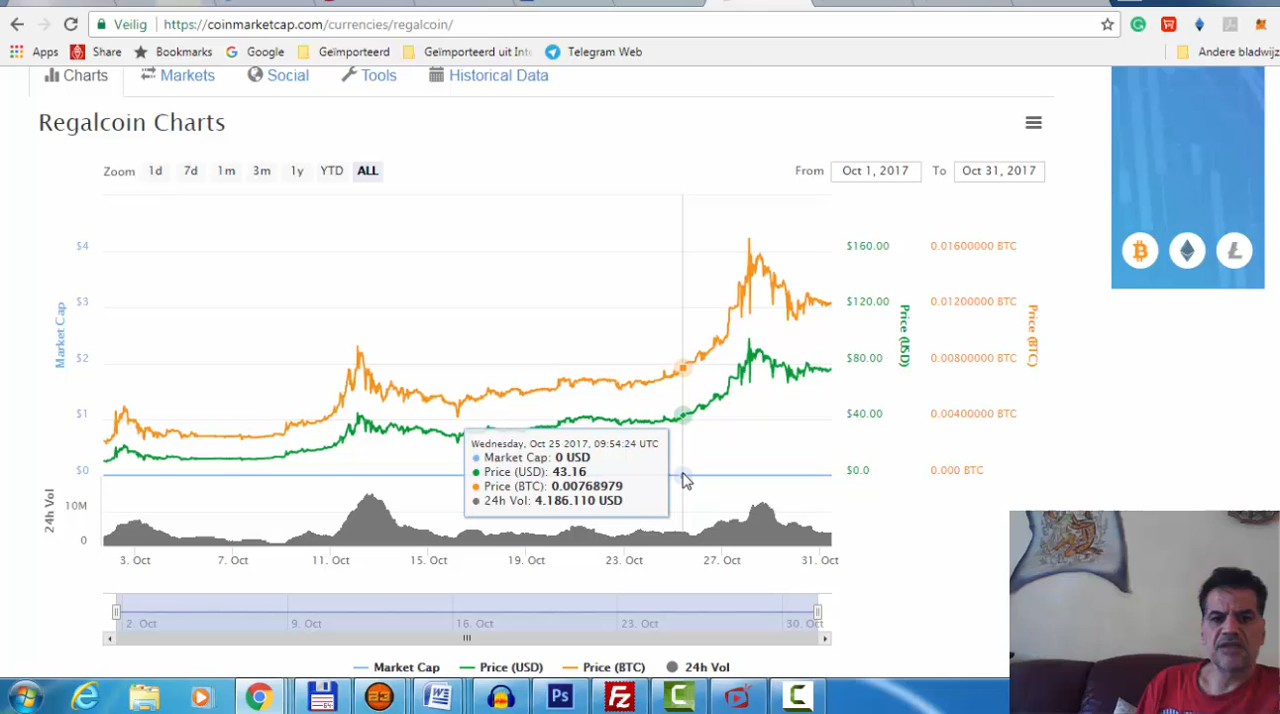 Veilig
https://coinmarketcap.com/currencies/regalcoin/
Apps Share Bookmarks Google Geïmporteerd Geïmporteerd uit Int Telegram Web Andere bladwij
Charts Markets Social Tools Historical Data
Regalcoin Charts
Zoom 1d 7d 1m 3m 1y YTD ALL From Oct 1, 2017 To Oct 31, 2017
$4 $160.00 0.01600000 BTC
$3 $120.00 0.01200000 BTC
Market Cap Price (USD) Price (BTC)
$2 $80.00 0.00800000 BTC
$1 $40.00 0.00400000 BTC
$0 $0.0 0.000 BTC
Wednesday, Oct 25 2017, 09:54:24 UTC
Market Cap: 0 USD
Price (USD): 43.16
Price (BTC): 0.00768979
24h Vol: 4.186.110 USD
24h Vol
10M
0
3. Oct 7. Oct 11. Oct 15. Oct 19. Oct 23. Oct 27. Oct 31. Oct
2. Oct 9. Oct 16. Oct 23. Oct 30. Oct
Market Cap Price (USD) Price (BTC) 24h Vol